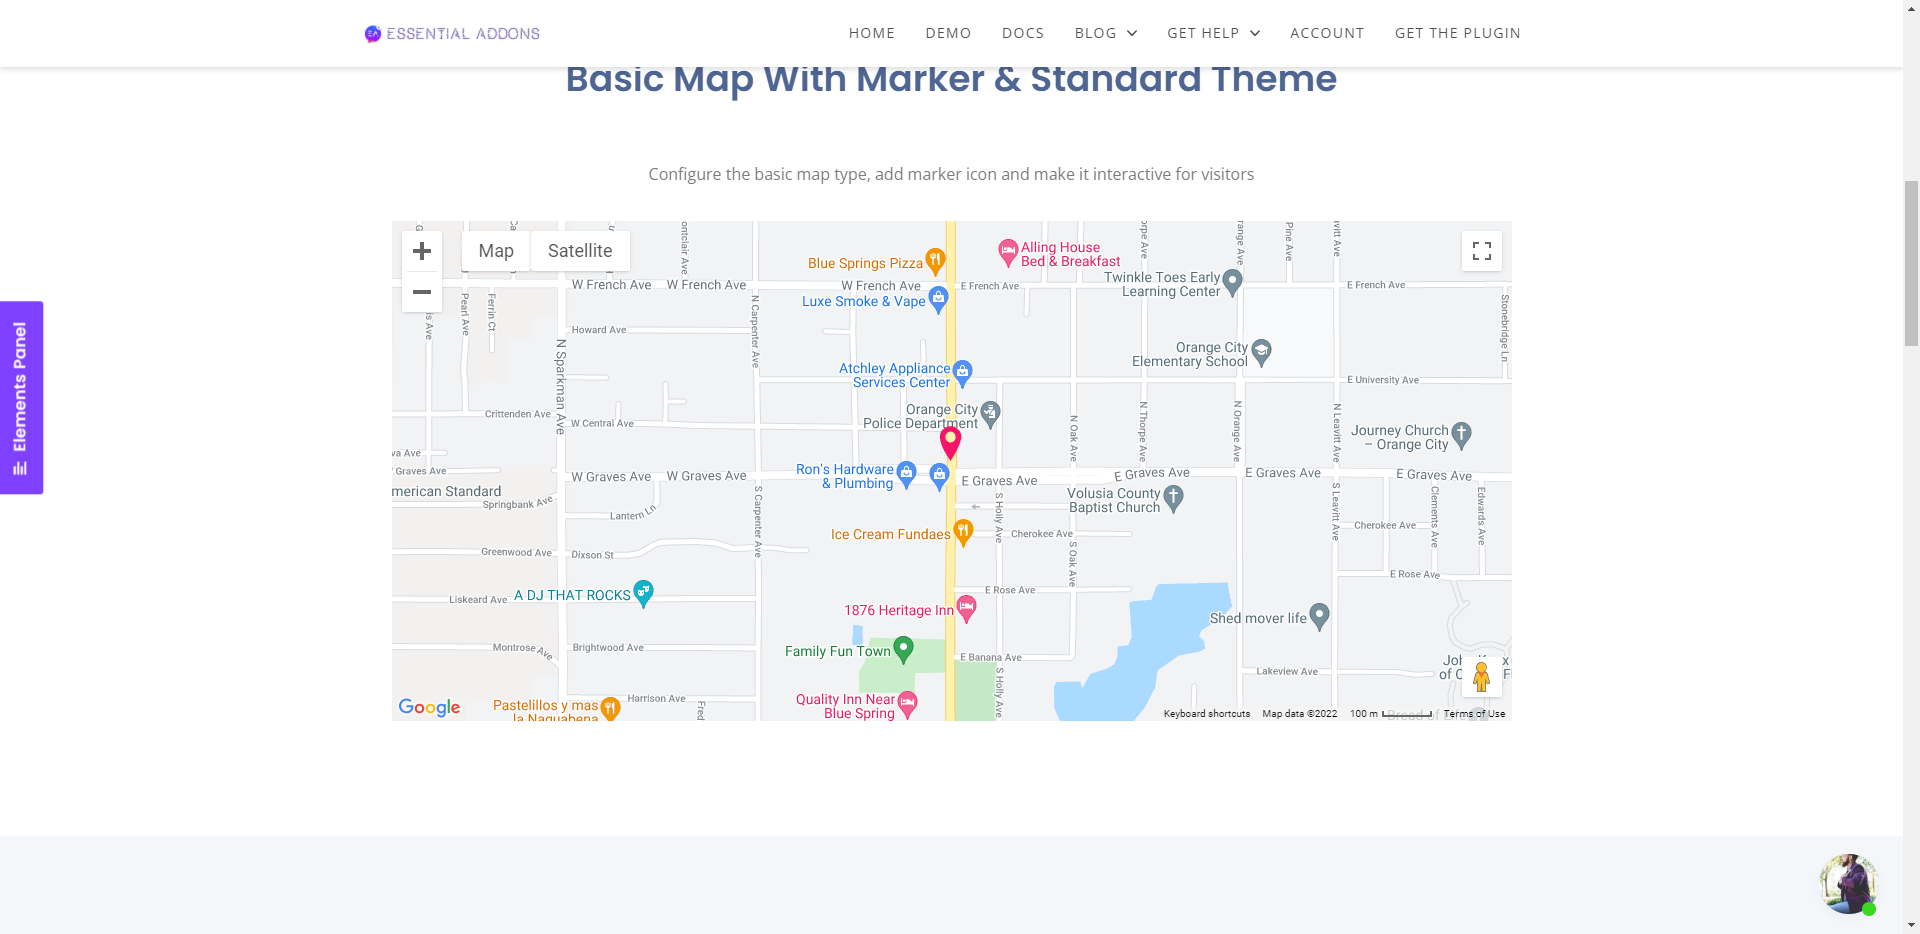 ESSENTIAL ADDONS
HOME
DEMO
DOCS
BLOG
GET HELP
ACCOUNT
GET THE PLUGIN
Basic Map With Marker & Standard Theme
Configure the basic map type, add marker icon and make it interactive for visitors
Elements Panel
Map
Satellite
Blue Springs Pizza
Alling House
Bed & Breakfast
Twinkle Toes Early
Learning Center
W French Ave
W French Ave
W French Ave
E French Ave
E French Ave
Luxe Smoke & Vape
Pearl Ave
Ferrin Ct
Howard Ave
N Sparkman Ave
N Carpenter Ave
Stonebridge Ln
Orange City
Elementary School
Atchley Appliance
Services Center
E University Ave
Orange City
Police Department
Crittenden Ave
W Central Ave
N Oak Ave
N Thorpe Ave
N Orange Ave
N Leavitt Ave
Journey Church
– Orange City
Graves Ave
W Graves Ave
W Graves Ave
Ron's Hardware
& Plumbing
E Graves Ave
E Graves Ave
E Graves Ave
E Graves Ave
merican Standard
Springbank Ave
Lantern Ln
S Carpenter Ave
S Holly Ave
Volusia County
Baptist Church
S Leavitt Ave
Clements Ave
Edwards Ave
Cherokee Ave
Cherokee Ave
Ice Cream Fundaes
Greenwood Ave
Dixson St
S Oak Ave
E Rose Ave
E Rose Ave
Liskeard Ave
A DJ THAT ROCKS
1876 Heritage Inn
Shed mover life
Montrose Ave
Brightwood Ave
Family Fun Town
E Banana Ave
S Holly Ave
Lakeview Ave
Harrison Ave
Fred
Quality Inn Near
Blue Spring
Pastelillos y mas
la Naguabena
Google
Keyboard shortcuts
Map data ©2022
100 m
Terms of Use